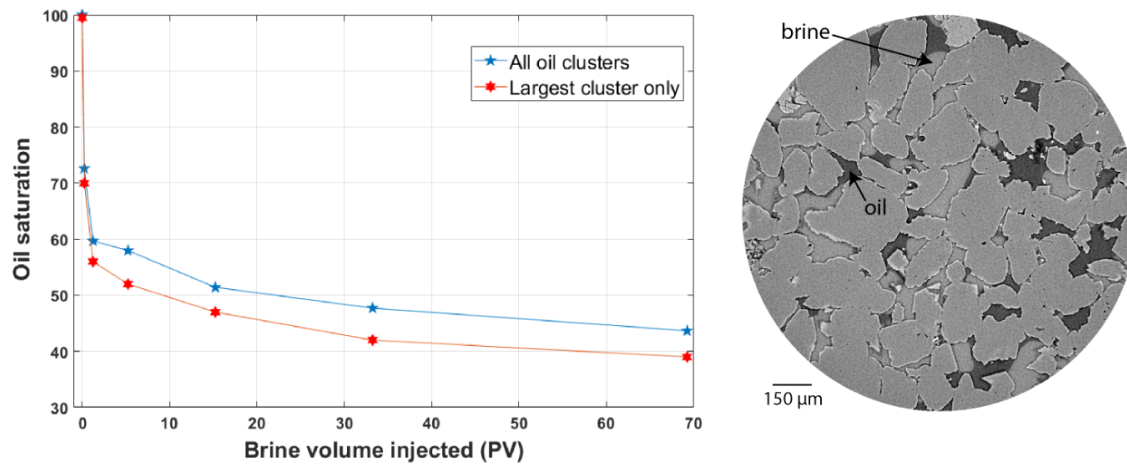 100
90
80
70
60
50
40
30
0
10
20
30
40
50
60
70
Oil saturation
Brine volume injected (PV)
All oil clusters
Largest cluster only
brine
oil
150 µm